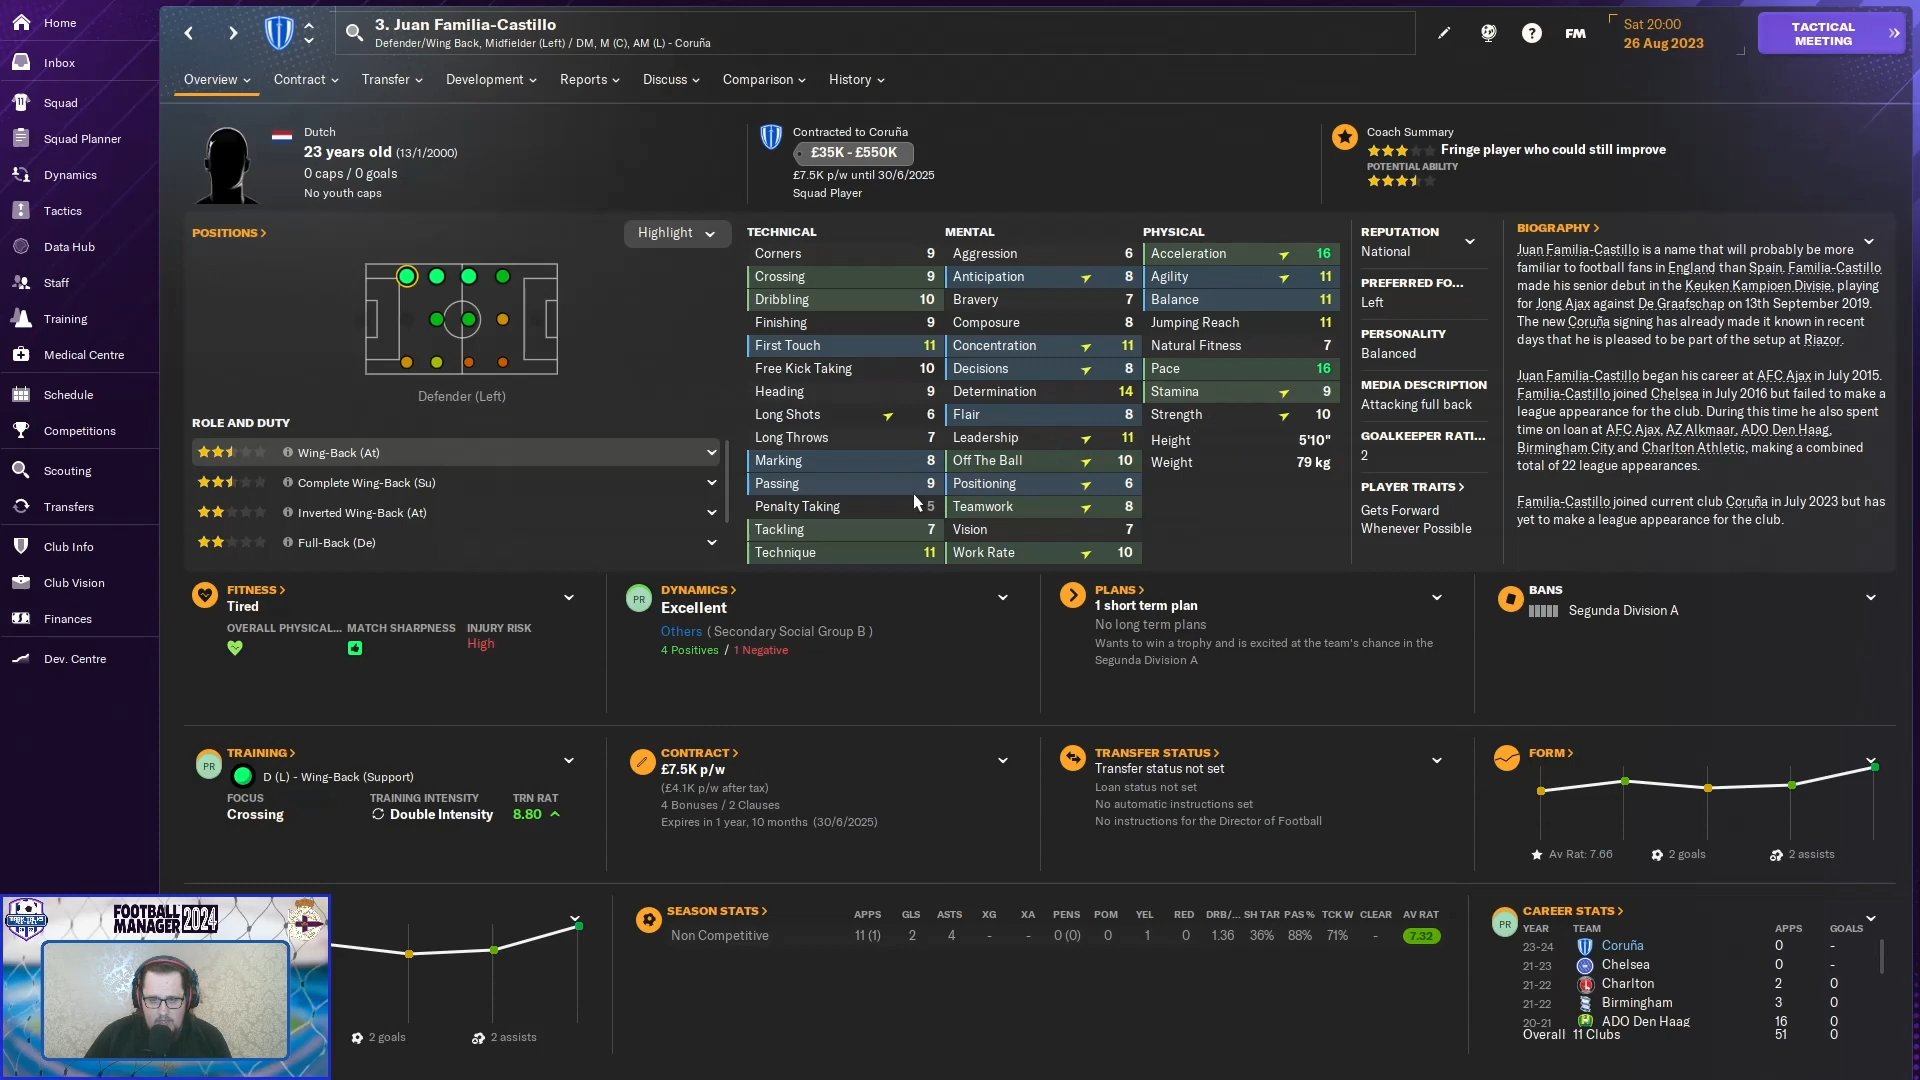 Home
Inbox
Squad
Squad Planner
Dynamics
Tactics
Data Hub
Staff
Training
Medical Centre
Schedule
Competitions
Scouting
Transfers
Club Info
Club Vision
Finances
Dev. Centre
3. Juan Familia-Castillo
Defender/Wing Back, Midfielder (Left) / DM, M (C), AM (L) - Coruña
FM
Sat 20:00
26 Aug 2023
TACTICAL
MEETING
Overview Contract Transfer Development Reports Discuss Comparison History
Dutch
23 years old (13/1/2000)
0 caps / 0 goals
No youth caps
Contracted to Coruña
£35K - £550K
£7.5K p/w until 30/6/2025
Squad Player
Coach Summary
Fringe player who could still improve
POTENTIAL ABILITY
POSITIONS >
Highlight
Defender (Left)
ROLE AND DUTY
Wing-Back (At)
Complete Wing-Back (Su)
Inverted Wing-Back (At)
Full-Back (De)
TECHNICAL
Corners 9
Crossing 9
Dribbling 10
Finishing 9
First Touch 11
Free Kick Taking 10
Heading 9
Long Shots 6
Long Throws 7
Marking 8
Passing 9
Penalty Taking 5
Tackling 7
Technique 11
MENTAL
Aggression 6
Anticipation 8
Bravery 7
Composure 8
Concentration 11
Decisions 8
Determination 14
Flair 8
Leadership 11
Off The Ball 10
Positioning 6
Teamwork 8
Vision 7
Work Rate 10
PHYSICAL
Acceleration 16
Agility 11
Balance 11
Jumping Reach 11
Natural Fitness 7
Pace 16
Stamina 9
Strength 10
Height 5'10"
Weight 79 kg
REPUTATION
National
PREFERRED FO...
Left
PERSONALITY
Balanced
MEDIA DESCRIPTION
Attacking full back
GOALKEEPER RATI...
2
PLAYER TRAITS >
Gets Forward
Whenever Possible
BIOGRAPHY >
Juan Familia-Castillo is a name that will probably be more
familiar to football fans in England than Spain. Familia-Castillo
made his senior debut in the Keuken Kampioen Divisie, playing
for Jong Ajax against De Graafschap on 13th September 2019.
The new Coruña signing has already made it known in recent
days that he is pleased to be part of the setup at Riazor.
Juan Familia-Castillo began his career at AFC Ajax in July 2015.
Familia-Castillo joined Chelsea in July 2016 but failed to make a
league appearance for the club. During this time he also spent
time on loan at AFC Ajax, AZ Alkmaar, ADO Den Haag,
Birmingham City and Charlton Athletic, making a combined
total of 22 league appearances.
Familia-Castillo joined current club Coruña in July 2023 but has
yet to make a league appearance for the club.
FITNESS >
Tired
OVERALL PHYSICAL... MATCH SHARPNESS INJURY RISK
High
PR
DYNAMICS >
Excellent
Others ( Secondary Social Group B )
4 Positives / 1 Negative
PLANS >
1 short term plan
No long term plans
Wants to win a trophy and is excited at the team's chance in the
Segunda Division A
BANS
Segunda Division A
PR
TRAINING >
D (L) - Wing-Back (Support)
FOCUS TRAINING INTENSITY TRN RAT
Crossing Double Intensity 8.80
CONTRACT >
£7.5K p/w
(£4.1K p/w after tax)
4 Bonuses / 2 Clauses
Expires in 1 year, 10 months (30/6/2025)
TRANSFER STATUS >
Transfer status not set
Loan status not set
No automatic instructions set
No instructions for the Director of Football
FORM >
Av Rat: 7.66 2 goals 2 assists
FOOTBALL
MANAGER 2024
2 goals 2 assists
SEASON STATS >
APPS GLS ASTS XG XA PENS POM YEL RED DRB/... SH TAR PAS % TCK W CLEAR AV RAT
Non Competitive 11 (1) 2 4 - - 0 (0) 0 1 0 1.36 36% 88% 71% - 7.32
PR
CAREER STATS >
YEAR TEAM APPS GOALS
23-24 Coruña 0 -
21-23 Chelsea 0 -
21-22 Charlton 2 0
21-22 Birmingham 3 0
20-21 ADO Den Haag 16 0
Overall 11 Clubs 51 0